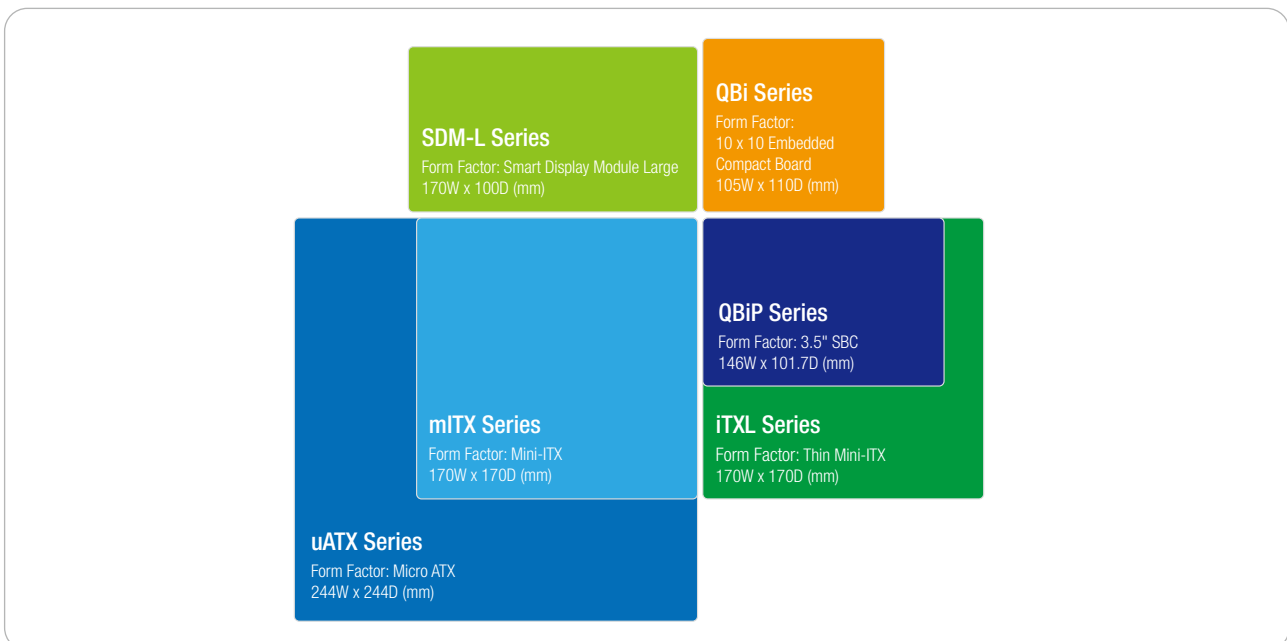 SDM-L Series
Form Factor: Smart Display Module Large
170W x 100D (mm)
QBi Series
Form Factor:
10 x 10 Embedded
Compact Board
105W x 110D (mm)
QBiP Series
Form Factor: 3.5" SBC
146W x 101.7D (mm)
mITX Series
Form Factor: Mini-ITX
170W x 170D (mm)
iTXL Series
Form Factor: Thin Mini-ITX
170W x 170D (mm)
uATX Series
Form Factor: Micro ATX
244W x 244D (mm)